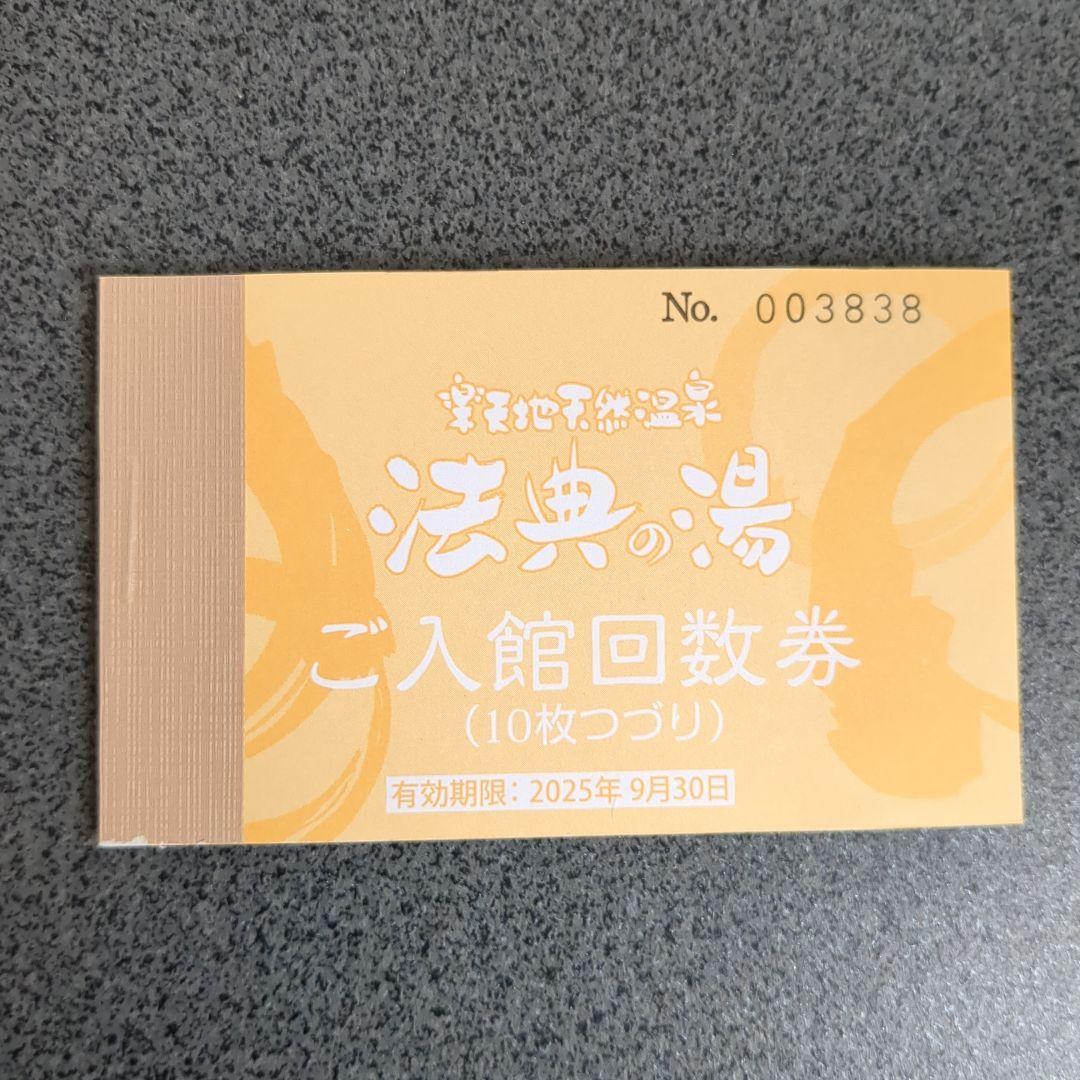 No. 003838
楽天地天然温泉
法典の湯
ご入館回数券
(10枚つづり)
有効期限：2025年9月30日